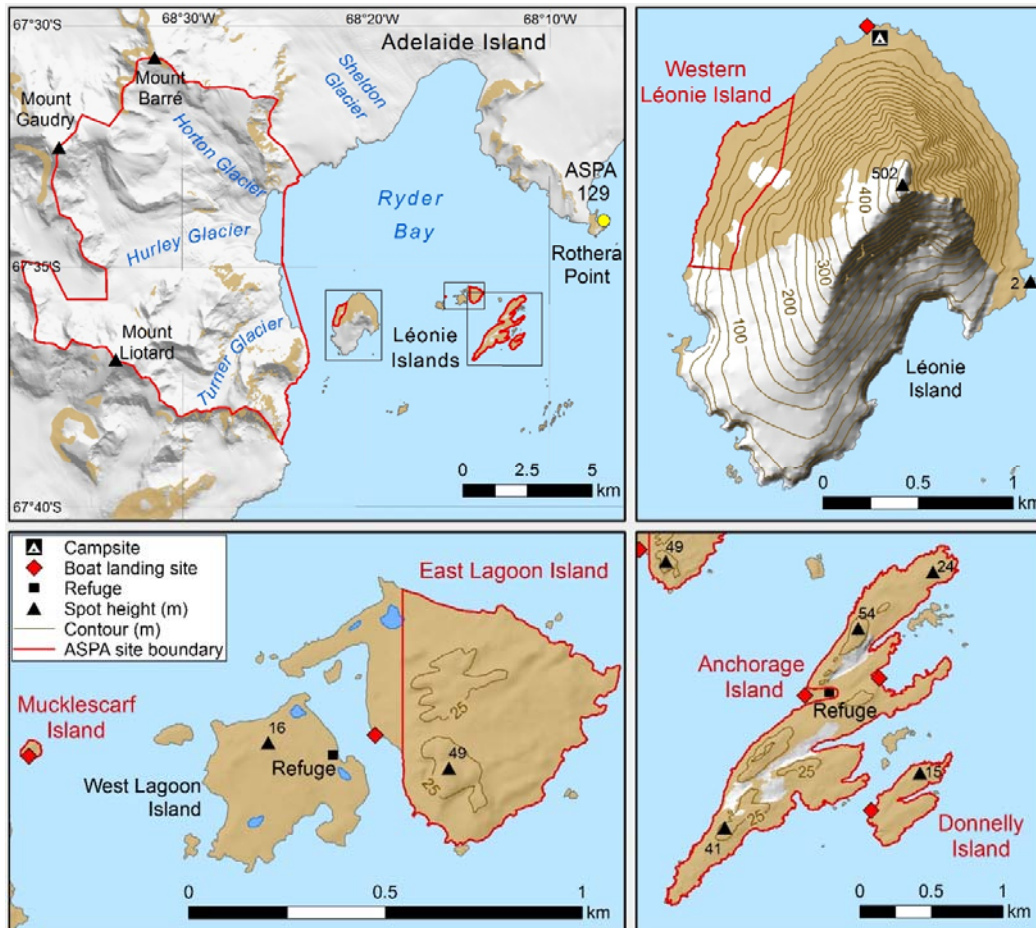 68°30'S
68°20'S
68°10'S
67°30'S
Adelaide Island
Mount
Barré
Mount
Gaudry
Sheldon
Glacier
Horton Glacier
ASPA
129
Ryder
Bay
Rothera
Point
Hurley Glacier
67°35'S
Léonie
Islands
Mount
Liotard
Turner Glacier
0
2.5
5
km
67°40'S
Western
Léonie Island
502
400
300
200
100
2
Léonie
Island
0
0.5
1
km
Campsite
Boat landing site
Refuge
Spot height (m)
Contour (m)
ASPA site boundary
East Lagoon Island
25
Mucklescarf
Island
16
49
Refuge
25
West Lagoon
Island
0
0.5
1
km
49
24
54
Anchorage
Island
Refuge
25
15
25
41
Donnelly
Island
0
0.5
1
km